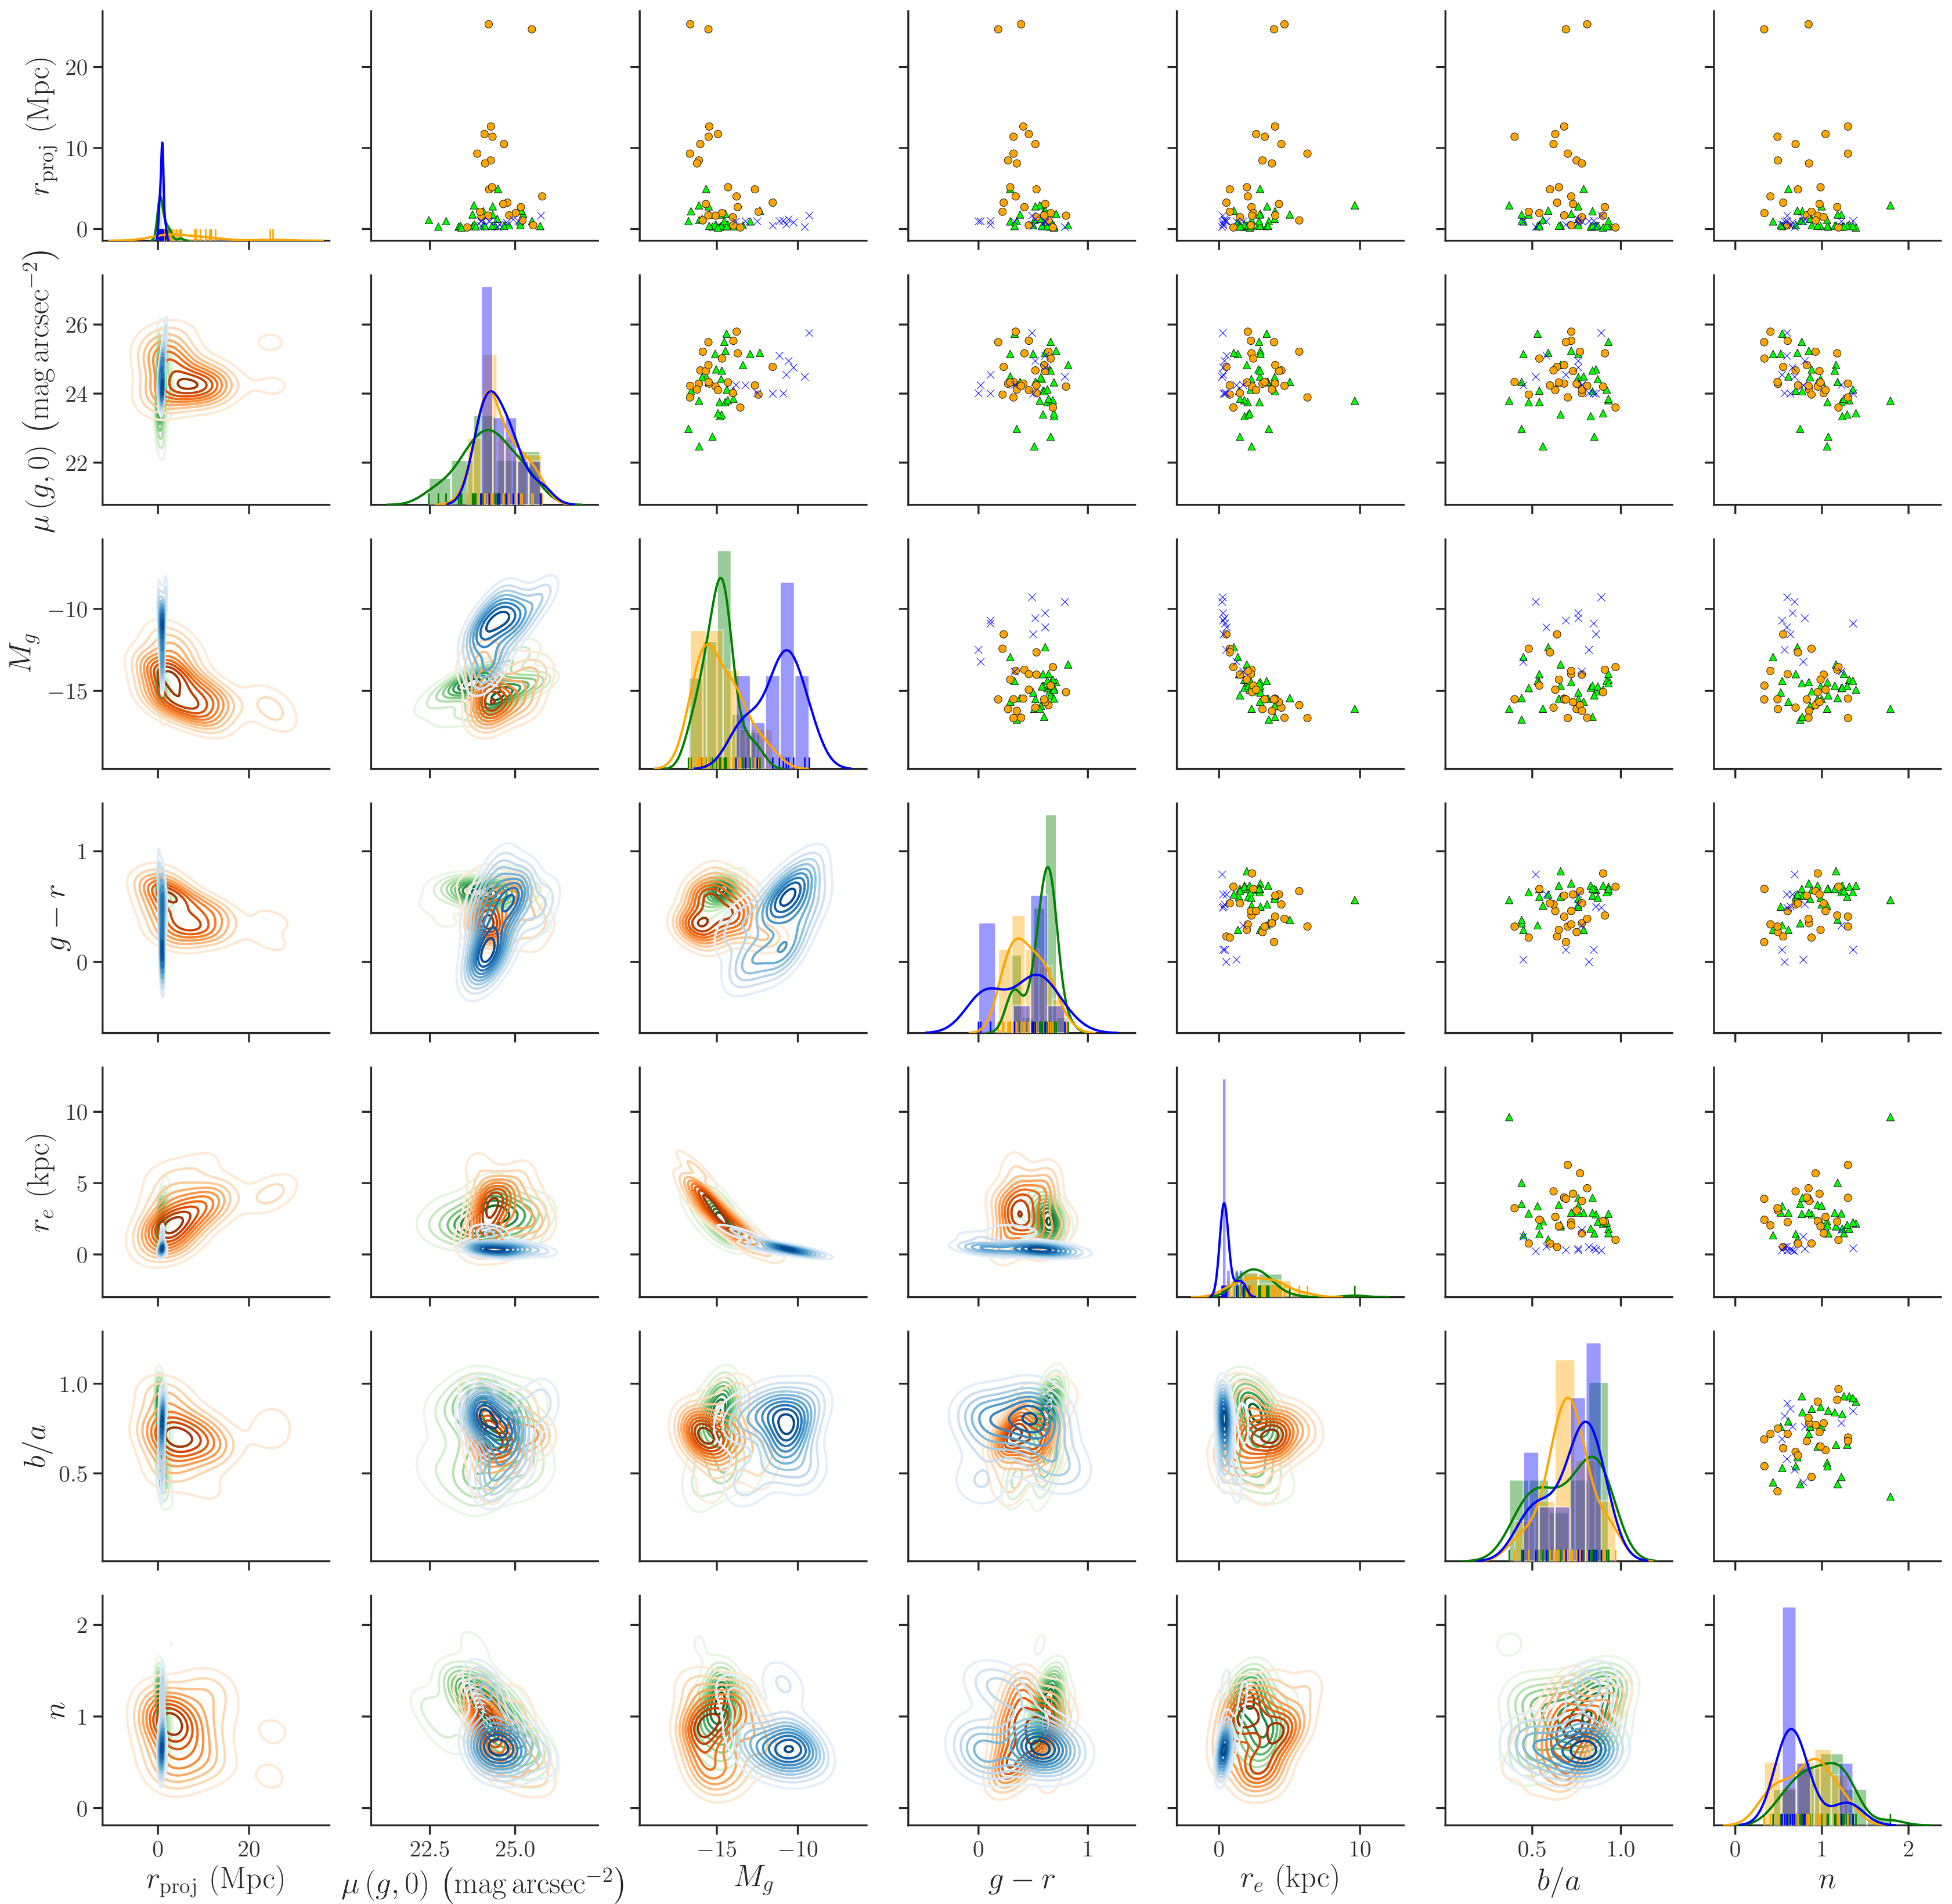 r_proj (Mpc)
20
10
0
μ(g, 0) (mag arcsec⁻²)
26
24
22
M_g
−10
−15
g − r
1
0
r_e (kpc)
10
5
0
b/a
1.0
0.5
n
2
1
0
0 20 22.5 25.0 −15 −10 0 1 0 10 0.5 1.0 0 1 2
r_proj (Mpc) μ(g, 0) (mag arcsec⁻²) M_g g − r r_e (kpc) b/a n